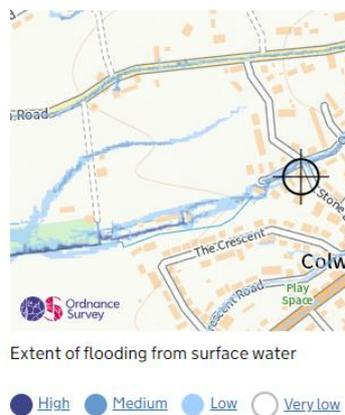 Road
The Crescent
Stone
Colw
Play
Space
escent Road
Ordnance
Survey
Extent of flooding from surface water
High Medium Low Very low